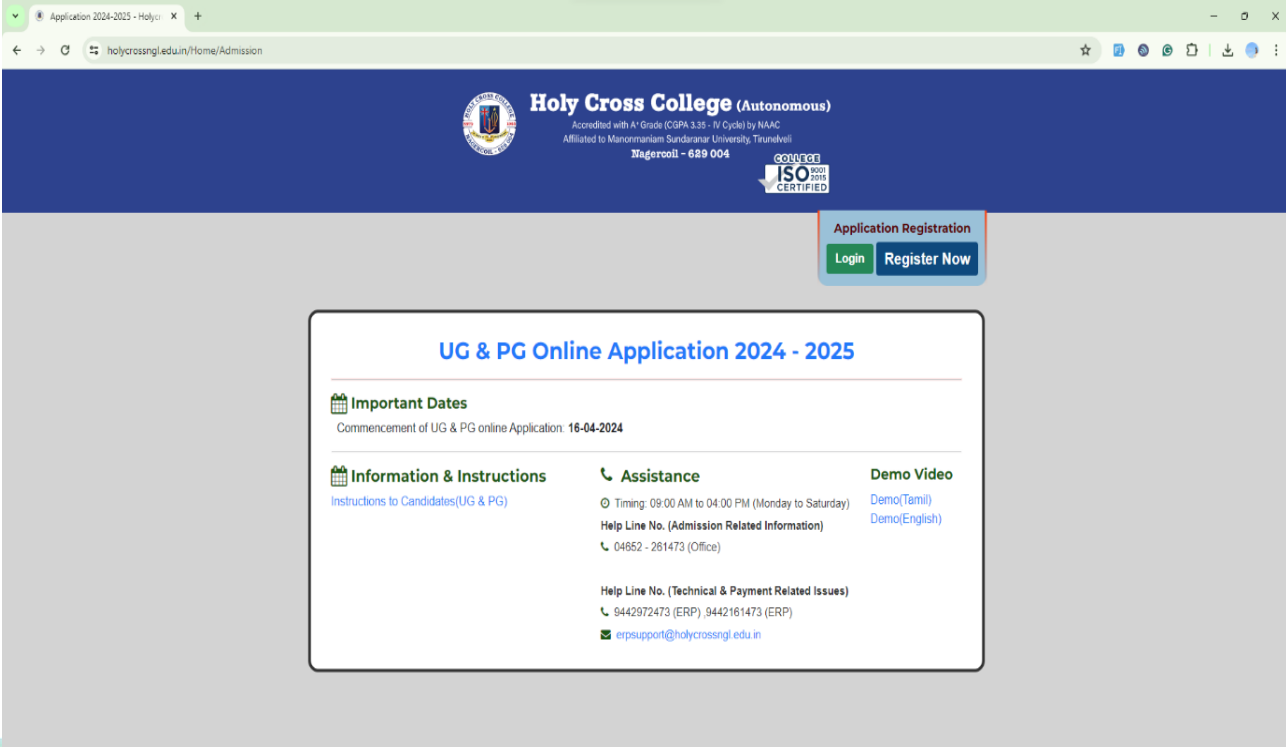 Application 2024-2025 - Holycr
holycrossngl.edu.in/Home/Admission
Holy Cross College (Autonomous)
Accredited with A+ Grade (CGPA 3.35 - IV Cycle) by NAAC
Affiliated to Manonmaniam Sundaranar University, Tirunelveli
Nagercoil - 629 004
COLLEGE
ISO 9001 2015
CERTIFIED
Application Registration
Login Register Now
UG & PG Online Application 2024 - 2025
Important Dates
Commencement of UG & PG online Application: 16-04-2024
Information & Instructions
Instructions to Candidates(UG & PG)
Assistance
Timing: 09:00 AM to 04:00 PM (Monday to Saturday)
Help Line No. (Admission Related Information)
04652 - 261473 (Office)
Help Line No. (Technical & Payment Related Issues)
9442972473 (ERP) ,9442161473 (ERP)
erpsupport@holycrossngl.edu.in
Demo Video
Demo(Tamil)
Demo(English)